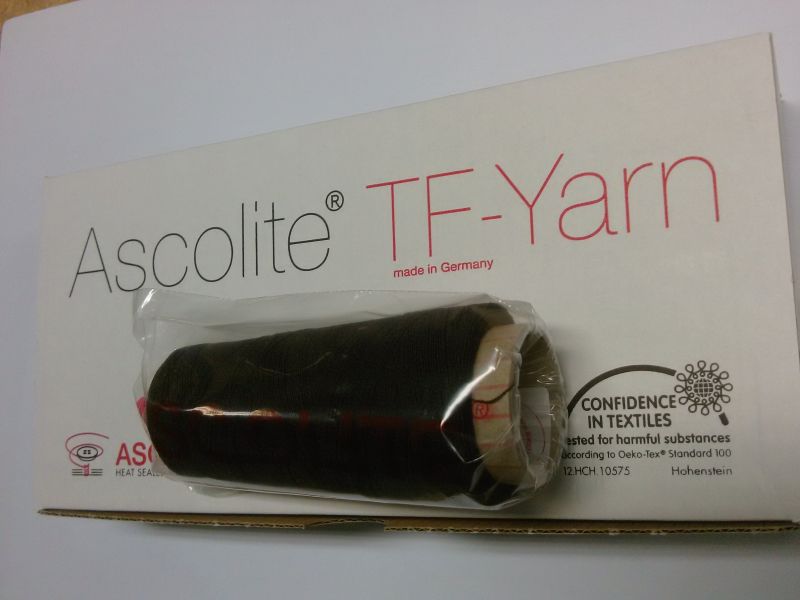 Ascolite® TF-Yarn
made in Germany
CONFIDENCE
IN TEXTILES
ested for harmful substances
According to Oeko-Tex® Standard 100
12.HCH.10575 Hohenstein
ASC
HEAT SEAL
®